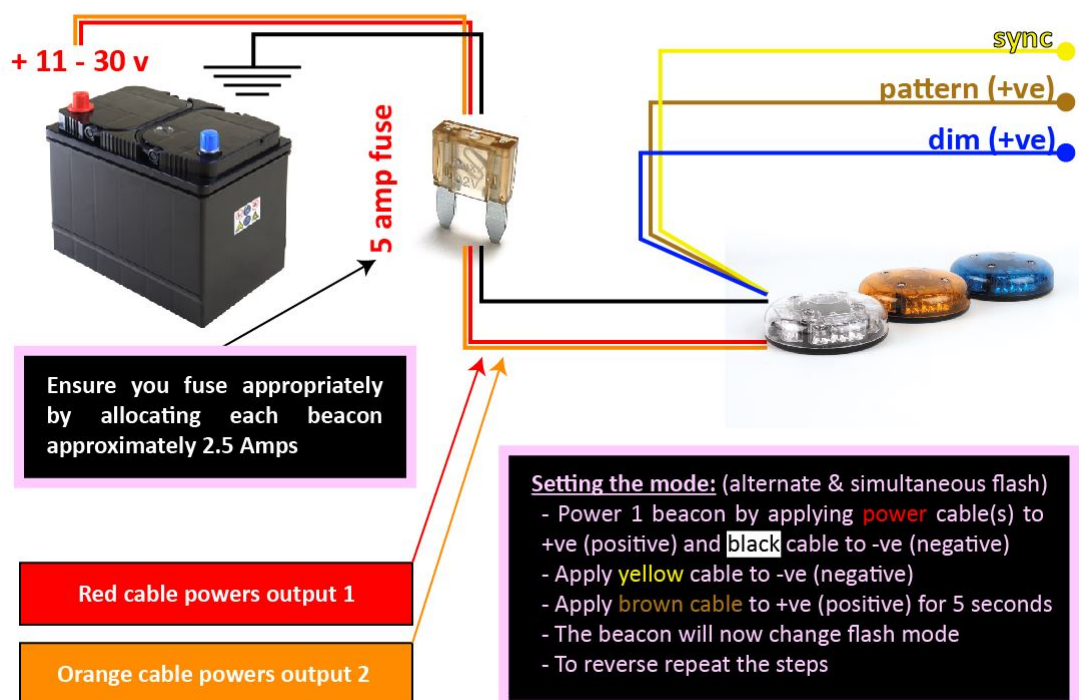 sync
+ 11 - 30 v
pattern (+ve)
dim (+ve)
5 amp fuse
Ensure you fuse appropriately
by allocating each beacon
approximately 2.5 Amps
Setting the mode: (alternate & simultaneous flash)
- Power 1 beacon by applying power cable(s) to
+ve (positive) and black cable to -ve (negative)
- Apply yellow cable to -ve (negative)
- Apply brown cable to +ve (positive) for 5 seconds
- The beacon will now change flash mode
- To reverse repeat the steps
Red cable powers output 1
Orange cable powers output 2